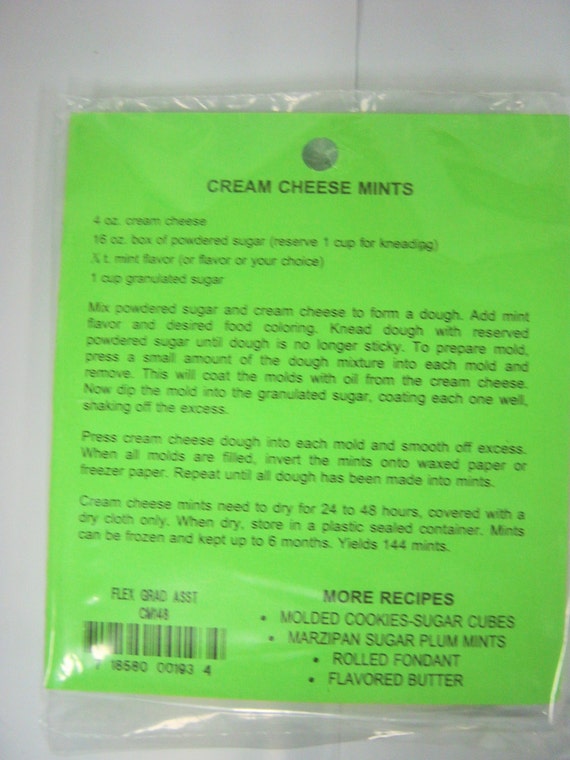 CREAM CHEESE MINTS
4 oz. cream cheese
16 oz. box of powdered sugar (reserve 1 cup for kneading)
t. mint flavor (or flavor or your choice)
1 cup granulated sugar
Mix powdered sugar and cream cheese to form a dough. Add mint
flavor and desired food coloring. Knead dough with reserved
powdered sugar until dough is no longer sticky. To prepare mold,
press a small amount of the dough mixture into each mold and
remove. This will coat the molds with oil from the cream cheese.
Now dip the mold into the granulated sugar, coating each one well,
shaking off the excess.
Press cream cheese dough into each mold and smooth off excess.
When all molds are filled, invert the mints onto waxed paper or
freezer paper. Repeat until all dough has been made into mints.
Cream cheese mints need to dry for 24 to 48 hours, covered with a
dry cloth only. When dry, store in a plastic sealed container. Mints
can be frozen and kept up to 6 months. Yields 144 mints.
FLEX GRAD ASST
CM148
7 18580 00193 4
MORE RECIPES
• MOLDED COOKIES-SUGAR CUBES
• MARZIPAN SUGAR PLUM MINTS
• ROLLED FONDANT
• FLAVORED BUTTER